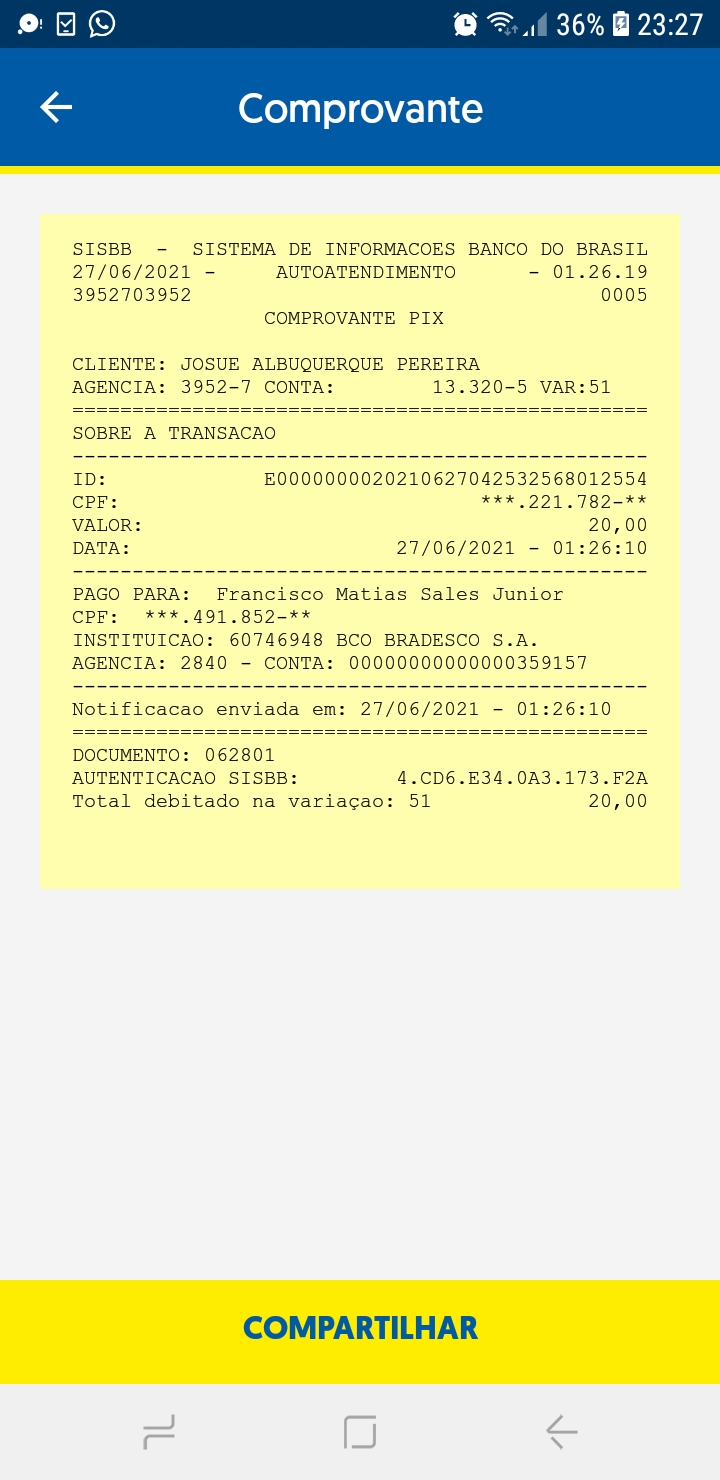 36% 23:27
Comprovante
SISBB - SISTEMA DE INFORMACOES BANCO DO BRASIL
27/06/2021 - AUTOATENDIMENTO - 01.26.19
3952703952 0005
COMPROVANTE PIX
CLIENTE: JOSUE ALBUQUERQUE PEREIRA
AGENCIA: 3952-7 CONTA: 13.320-5 VAR:51
================================================
SOBRE A TRANSACAO
------------------------------------------------
ID: E0000000020210627042532568012554
CPF: ***.221.782-**
VALOR: 20,00
DATA: 27/06/2021 - 01:26:10
------------------------------------------------
PAGO PARA: Francisco Matias Sales Junior
CPF: ***.491.852-**
INSTITUICAO: 60746948 BCO BRADESCO S.A.
AGENCIA: 2840 - CONTA: 00000000000000359157
------------------------------------------------
Notificacao enviada em: 27/06/2021 - 01:26:10
================================================
DOCUMENTO: 062801
AUTENTICACAO SISBB: 4.CD6.E34.0A3.173.F2A
Total debitado na variaçao: 51 20,00
COMPARTILHAR